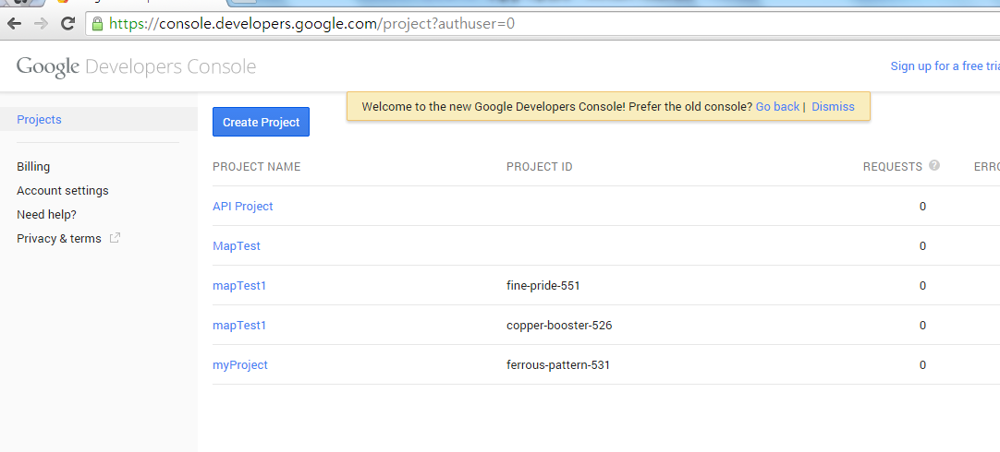 https://console.developers.google.com/project?authuser=0
Google Developers Console
Sign up for a free tria
Welcome to the new Google Developers Console! Prefer the old console? Go back | Dismiss
Projects
Billing
Account settings
Need help?
Privacy & terms
Create Project
PROJECT NAME PROJECT ID REQUESTS ? ERRO
API Project 0
MapTest 0
mapTest1 fine-pride-551 0
mapTest1 copper-booster-526 0
myProject ferrous-pattern-531 0